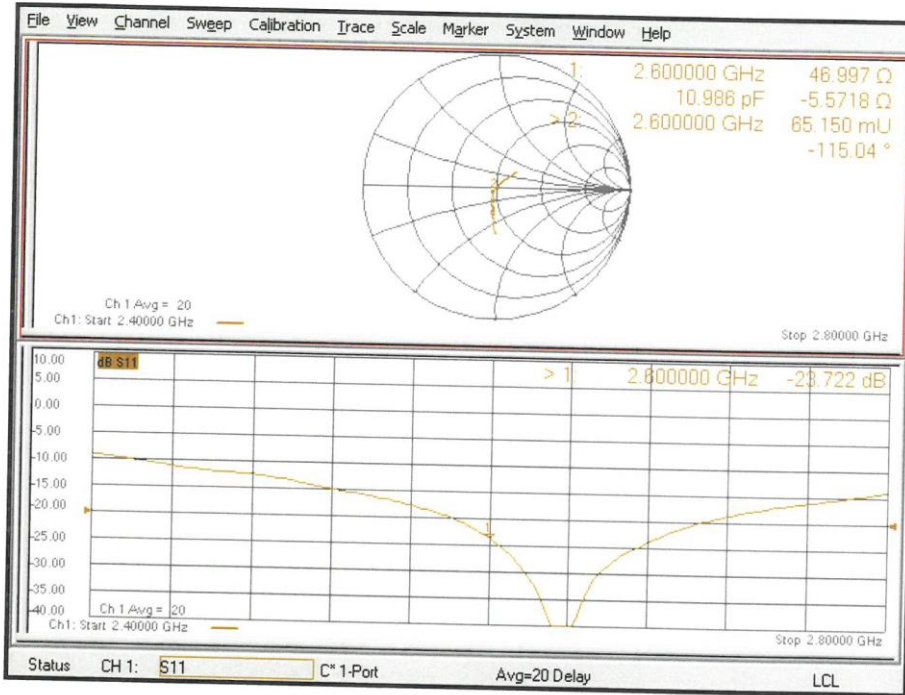 File View Channel Sweep Calibration Trace Scale Marker System Window Help
1: 2.600000 GHz 46.997 Ω
10.986 pF -5.5718 Ω
> 2: 2.600000 GHz 65.150 mU
-115.04 °
Ch 1 Avg = 20
Ch1: Start 2.40000 GHz
Stop 2.80000 GHz
10.00 dB S11
> 1: 2.600000 GHz -23.722 dB
5.00
0.00
-5.00
-10.00
-15.00
-20.00
1
-25.00
-30.00
-35.00
-40.00
Ch 1 Avg = 20
Ch1: Start 2.40000 GHz
Stop 2.80000 GHz
Status CH 1: S11 C* 1-Port Avg=20 Delay LCL